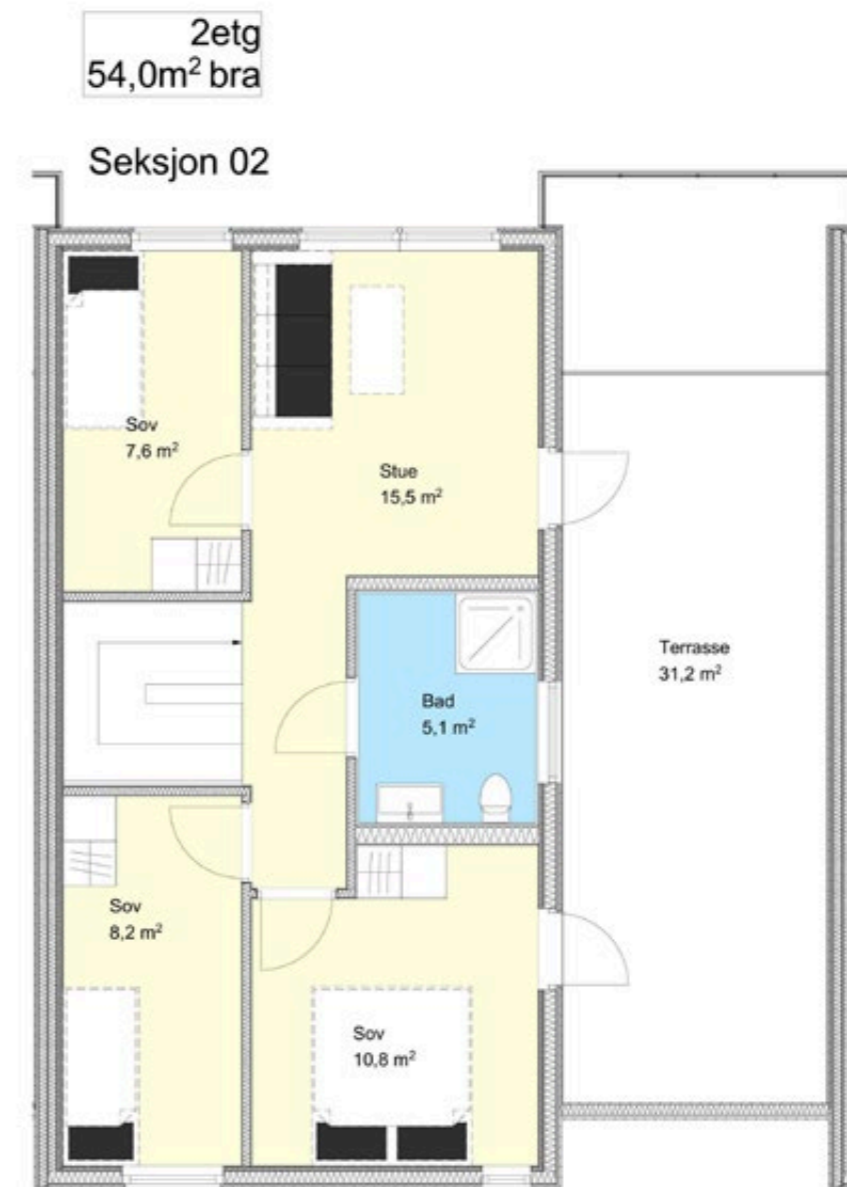 2etg
54,0m² bra
Seksjon 02
Sov
7,6 m²
Stue
15,5 m²
Terrasse
31,2 m²
Bad
5,1 m²
Sov
8,2 m²
Sov
10,8 m²